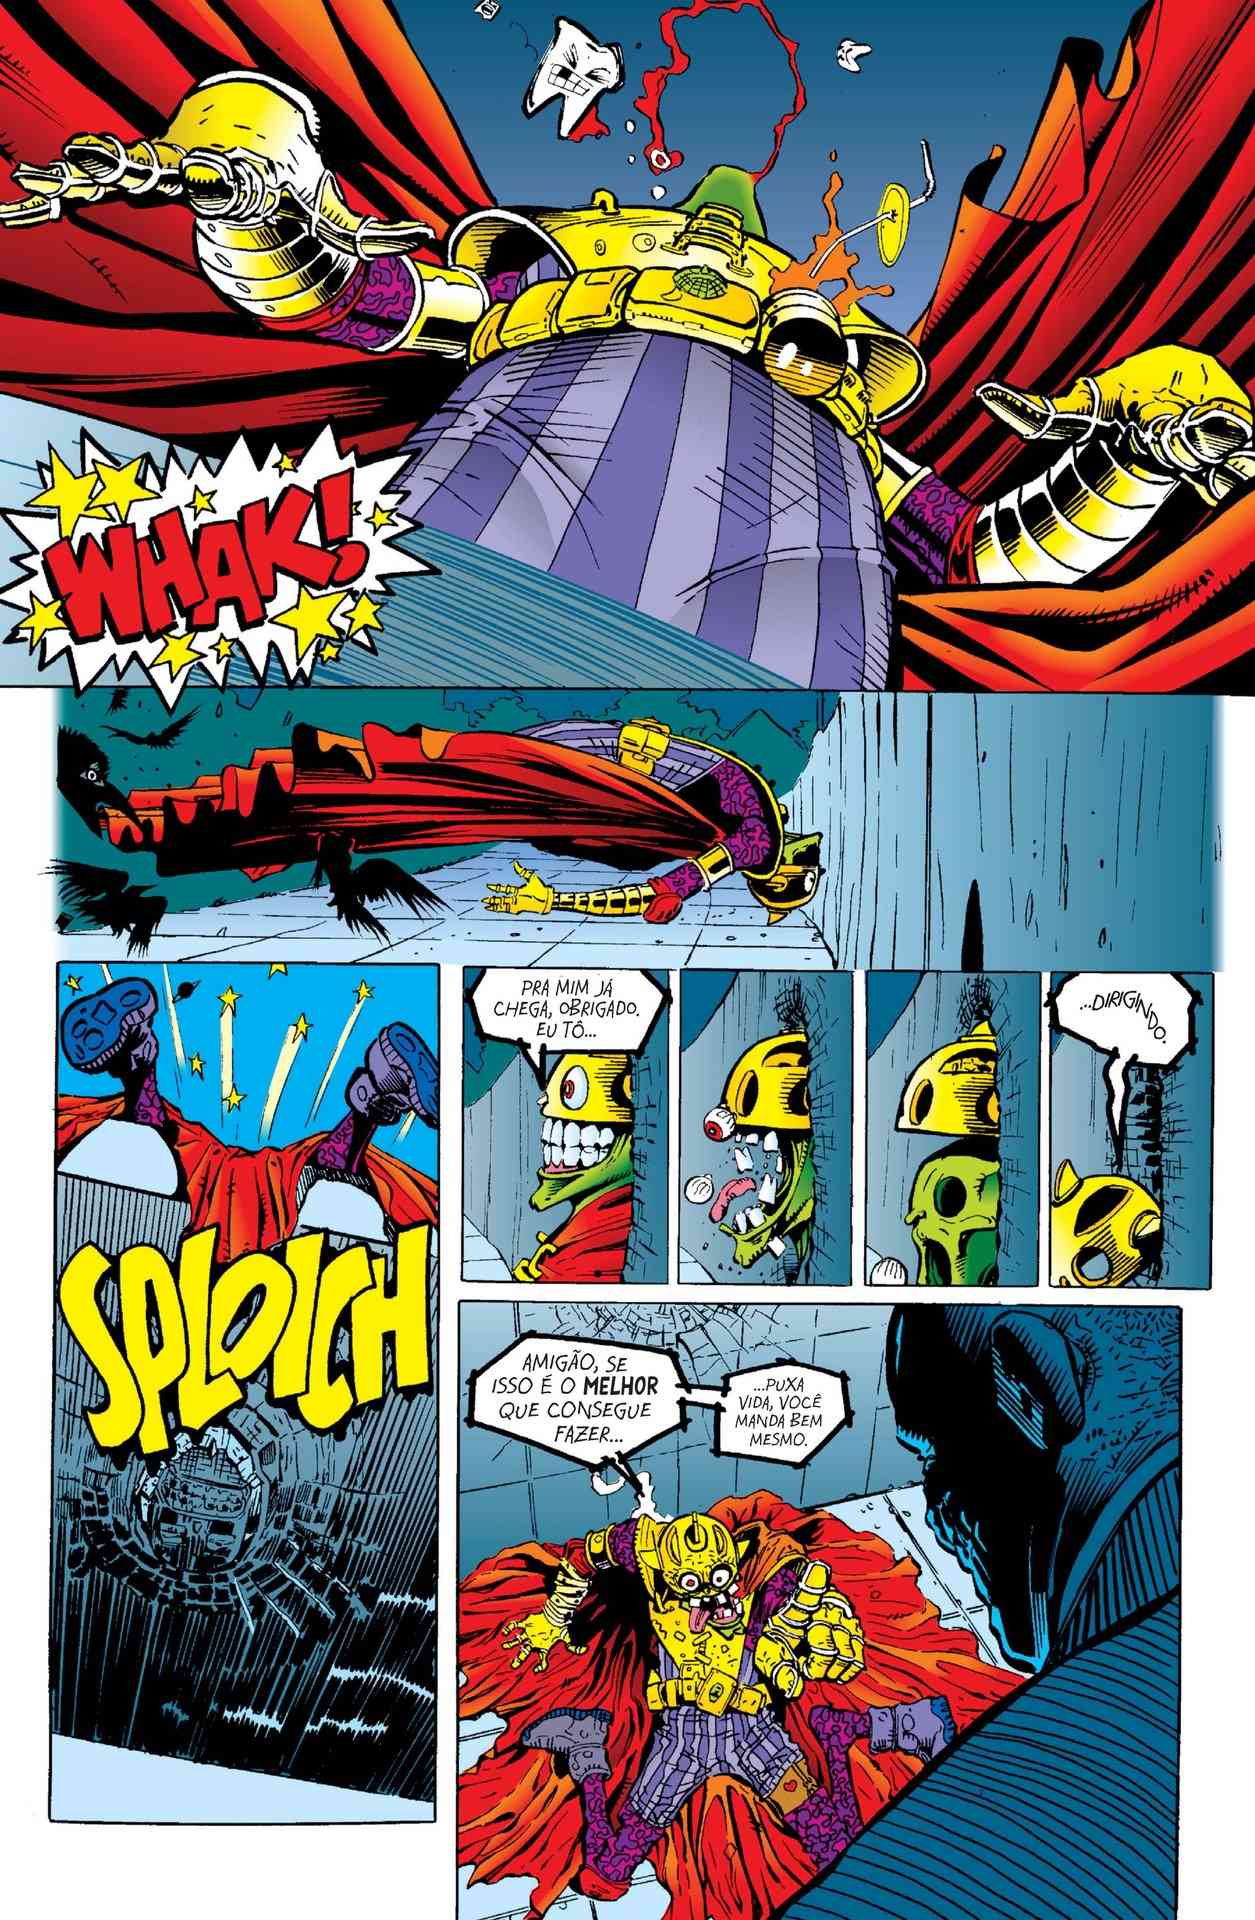 WHAK!
SPLOTCH
PRA MIM JÁ
CHEGA, OBRIGADO.
EU TÔ...
...DIRIGINDO.
AMIGÃO, SE
ISSO É O MELHOR
QUE CONSEGUE
FAZER...
...PUXA
VIDA, VOCÊ
MANDA BEM
MESMO.